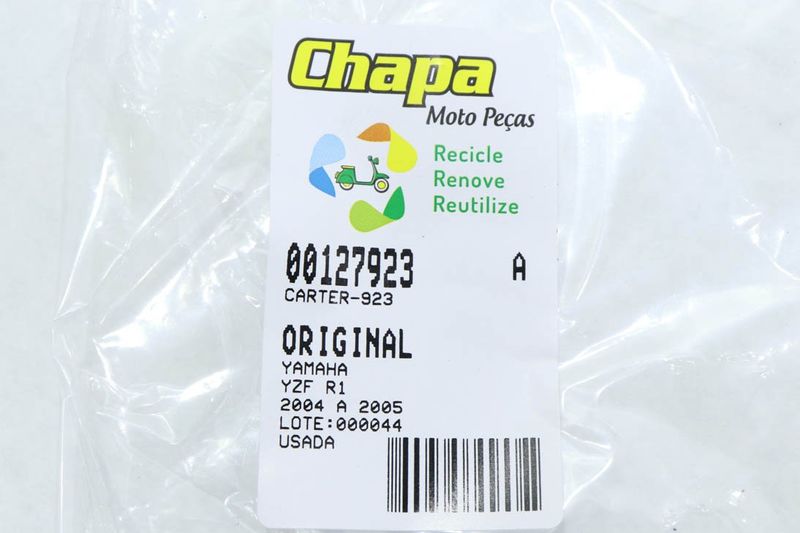 Chapa
Moto Peças
Recicle
Renove
Reutilize
00127923 A
CARTER-923
ORIGINAL
YAMAHA
YZF R1
2004 A 2005
LOTE:000044
USADA